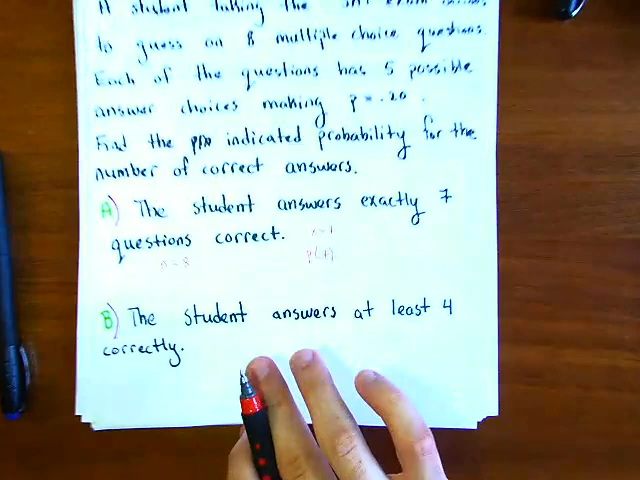 A student taking the exam
to guess on 8 multiple choice questions.
Each of the questions has 5 possible
answer choices making p = .20.
Find the indicated probability for the
number of correct answers.
A) The student answers exactly 7
questions correct.
n = 8
B) The student answers at least 4
correctly.